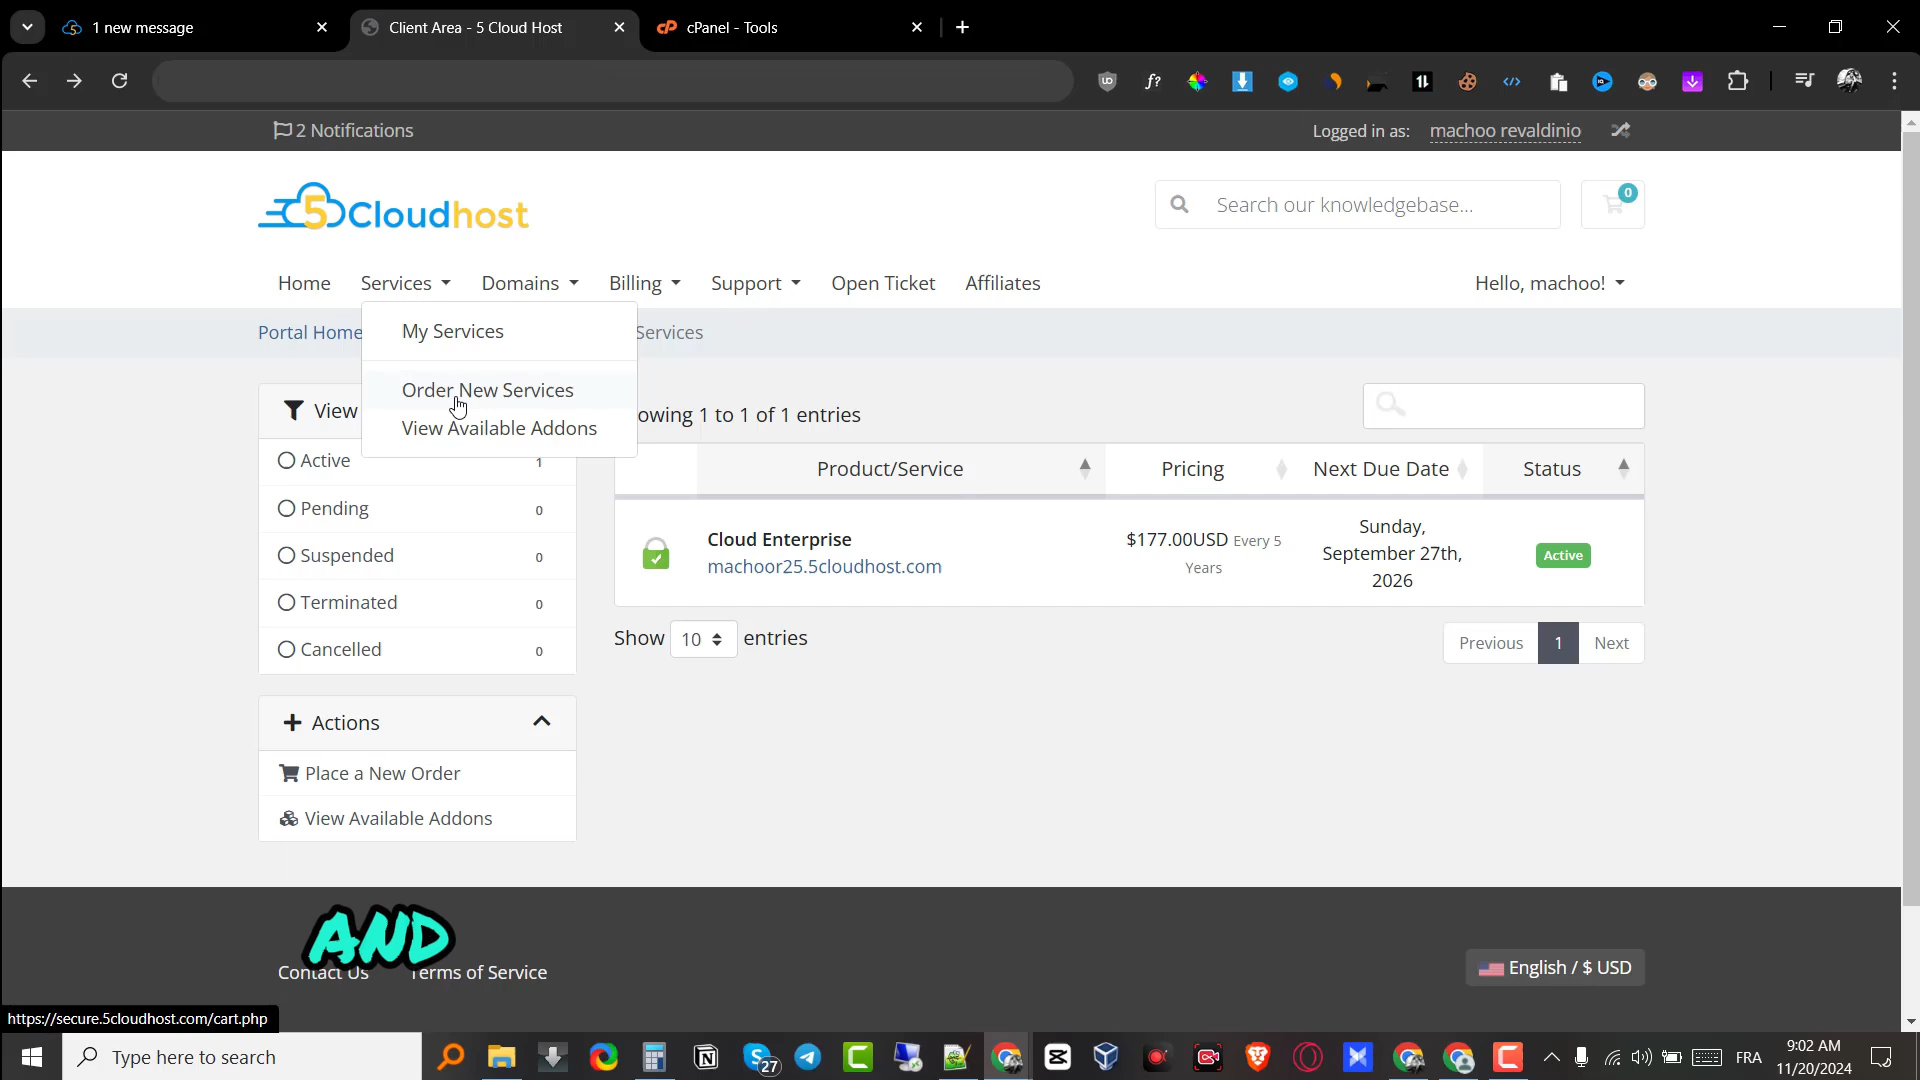 1 new message
Client Area - 5 Cloud Host
cPanel - Tools
2 Notifications
Logged in as: machoo revaldinio
5Cloudhost
Search our knowledgebase...
0
Home Services Domains Billing Support Open Ticket Affiliates Hello, machoo!
Portal Home
Services
My Services
Order New Services
View Available Addons
View
owing 1 to 1 of 1 entries
Active 1
Pending 0
Suspended 0
Terminated 0
Cancelled 0
Product/Service Pricing Next Due Date Status
Cloud Enterprise
machoor25.5cloudhost.com
$177.00USD Every 5
Years
Sunday,
September 27th,
2026
Active
Show 10 entries
Previous 1 Next
Actions
Place a New Order
View Available Addons
AND
Contact Us Terms of Service
English / $ USD
https://secure.5cloudhost.com/cart.php
Type here to search
27
FRA
9:02 AM
11/20/2024